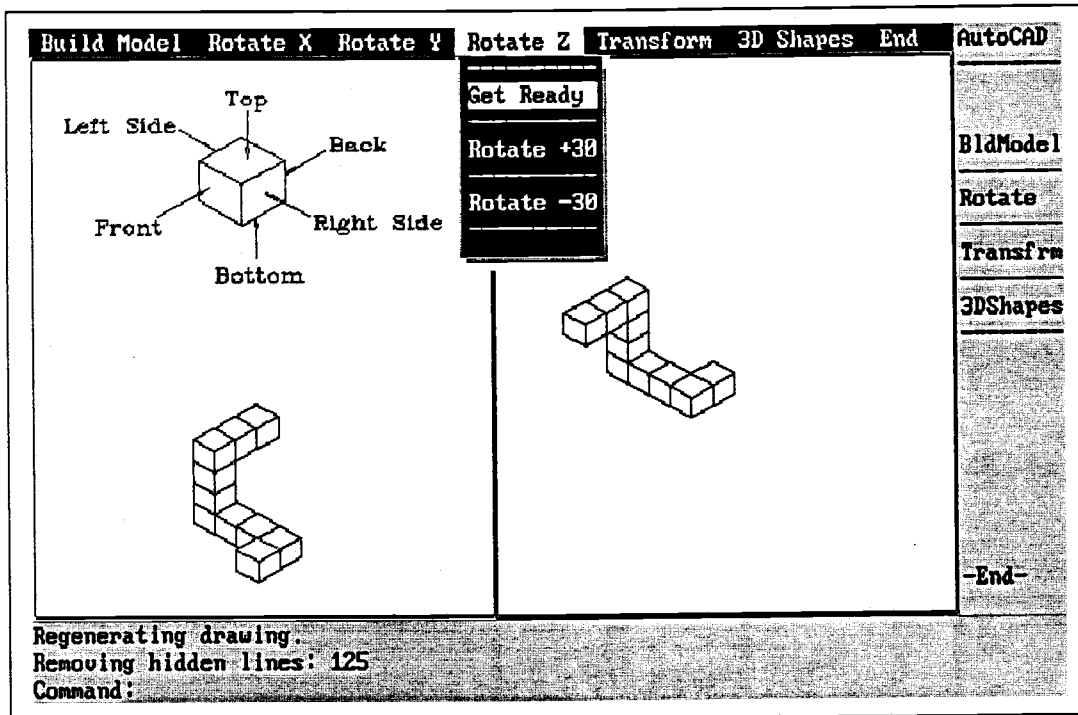 Build Model Rotate X Rotate Y Rotate Z Transform 3D Shapes End AutoCAD
Get Ready
Rotate +30
Rotate -30
Top
Left Side
Back
Front
Right Side
Bottom
BldModel
Rotate
Transfrm
3DShapes
-End-
Regenerating drawing.
Removing hidden lines: 125
Command: